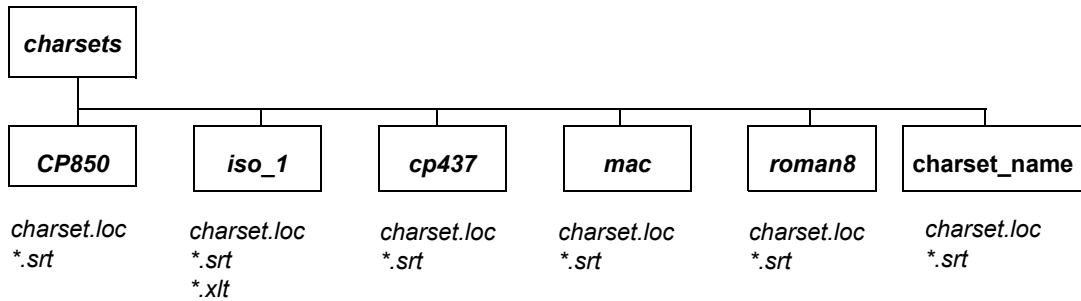 charsets
CP850
iso_1
cp437
mac
roman8
charset_name
charset.loc
*.srt
charset.loc
*.srt
*.xlt
charset.loc
*.srt
charset.loc
*.srt
charset.loc
*.srt
charset.loc
*.srt